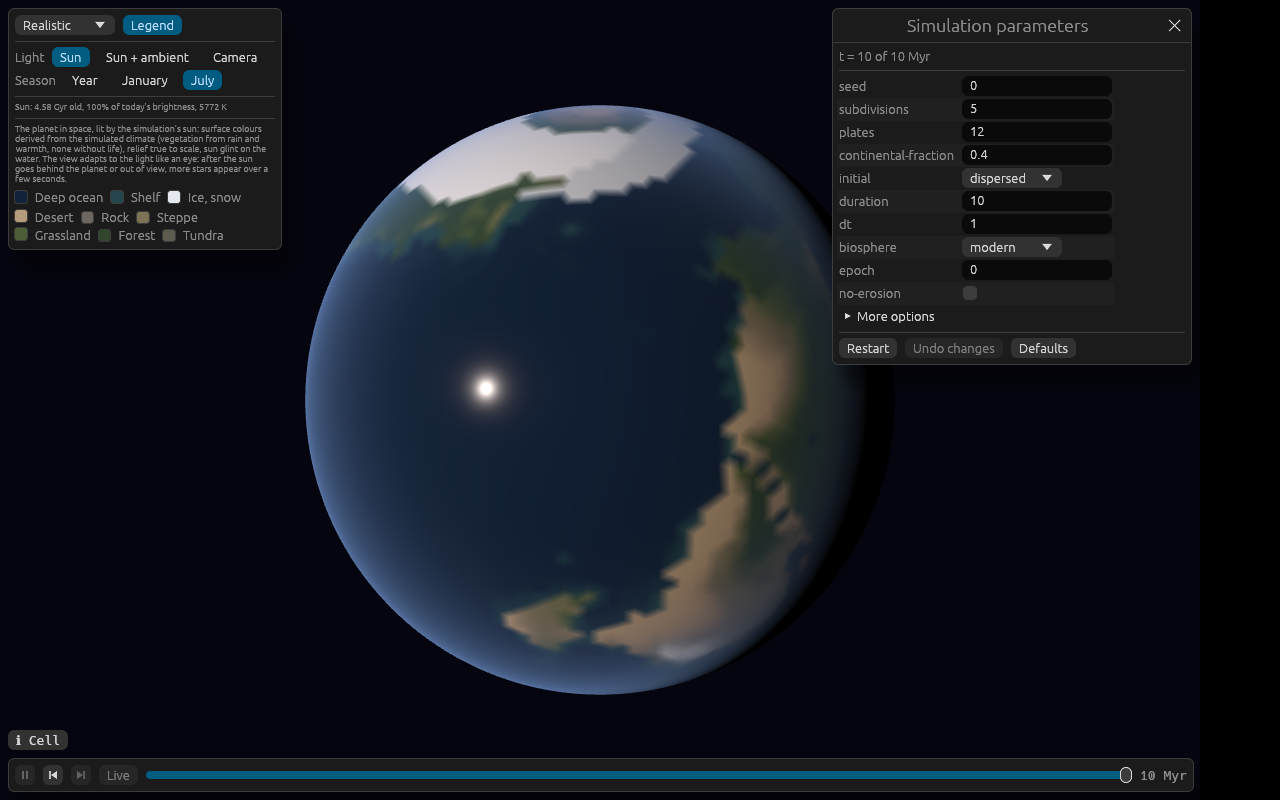 Realistic
Legend
Light Sun Sun + ambient Camera
Season Year January July
Sun: 4.58 Gyr old, 100% of today's brightness, 5772 K
The planet in space, lit by the simulation's sun: surface colours
derived from the simulated climate (vegetation from rain and
warmth, none without life), relief true to scale, sun glint on the
water. The view adapts to the light like an eye: after the sun
goes behind the planet or out of view, more stars appear over a
few seconds.
Deep ocean Shelf Ice, snow
Desert Rock Steppe
Grassland Forest Tundra
Simulation parameters
t = 10 of 10 Myr
seed 0
subdivisions 5
plates 12
continental-fraction 0.4
initial dispersed
duration 10
dt 1
biosphere modern
epoch 0
no-erosion
More options
Restart Undo changes Defaults
i Cell
Live 10 Myr